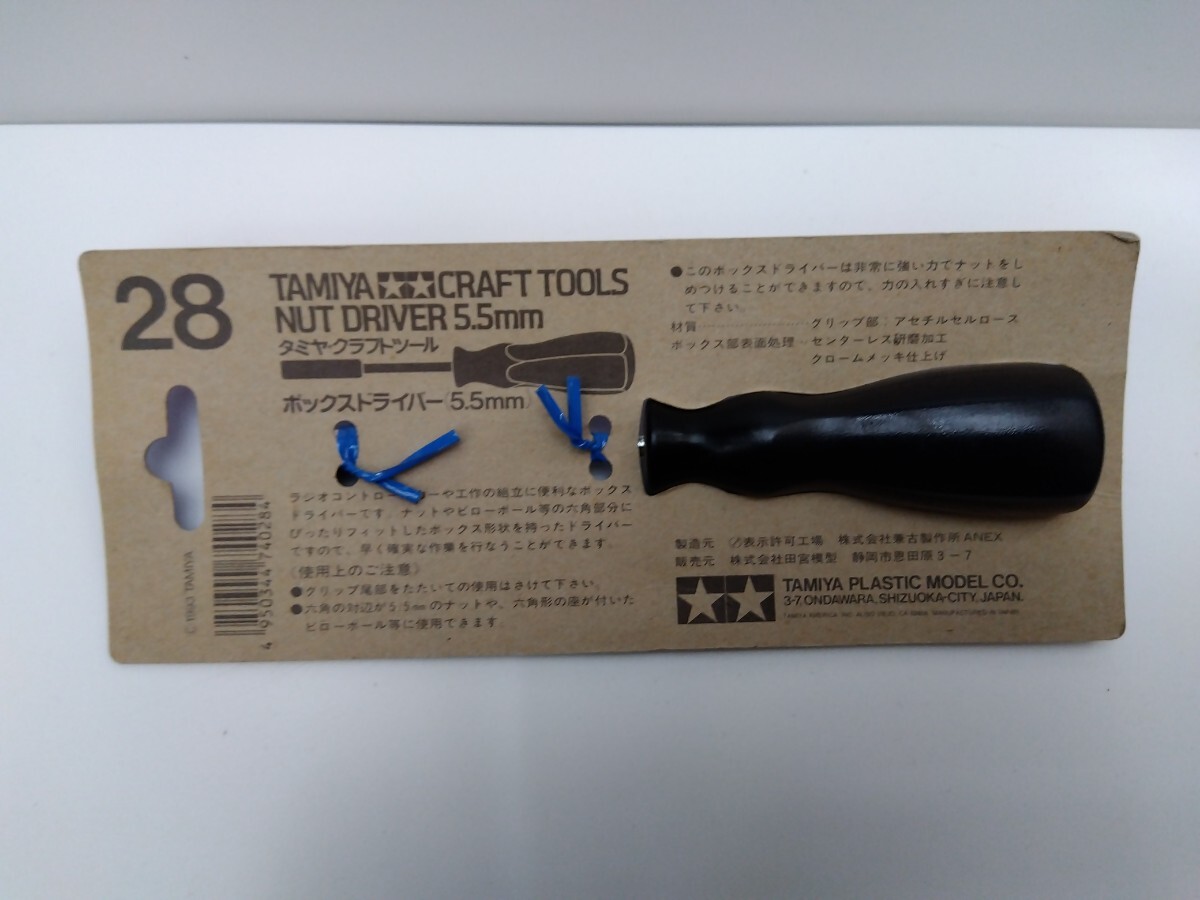 28
TAMIYA CRAFT TOOLS
NUT DRIVER 5.5mm
タミヤ・クラフトツール
ボックスドライバー(5.5mm)
ラジオコントロー ーや工作の組立に便利なボックス
ドライバーです。ナットやピローボール等の六角部分に
ぴったりフィットしたボックス形状を持ったドライバー
ですので、早く確実な作業を行なうことができます。
〈使用上のご注意〉
●グリップ尾部をたたいての使用はさけて下さい。
●六角の対辺が5.5mmのナットや、六角形の座が付いた
ピローボール等に使用できます。
●このボックスドライバーは非常に強い力でナットをし
めつけることができますので、力の入れすぎに注意し
て下さい。
材質……………グリップ部：アセチルセルロース
ボックス部表面処理…センターレス研磨加工
クロームメッキ仕上げ
製造元 表示許可工場 株式会社兼古製作所ANEX
販売元 株式会社田宮模型 静岡市恩田原3-7
TAMIYA PLASTIC MODEL CO.
3-7, ONDAWARA, SHIZUOKA-CITY, JAPAN.
4 950344 740284
© 1993 TAMIYA